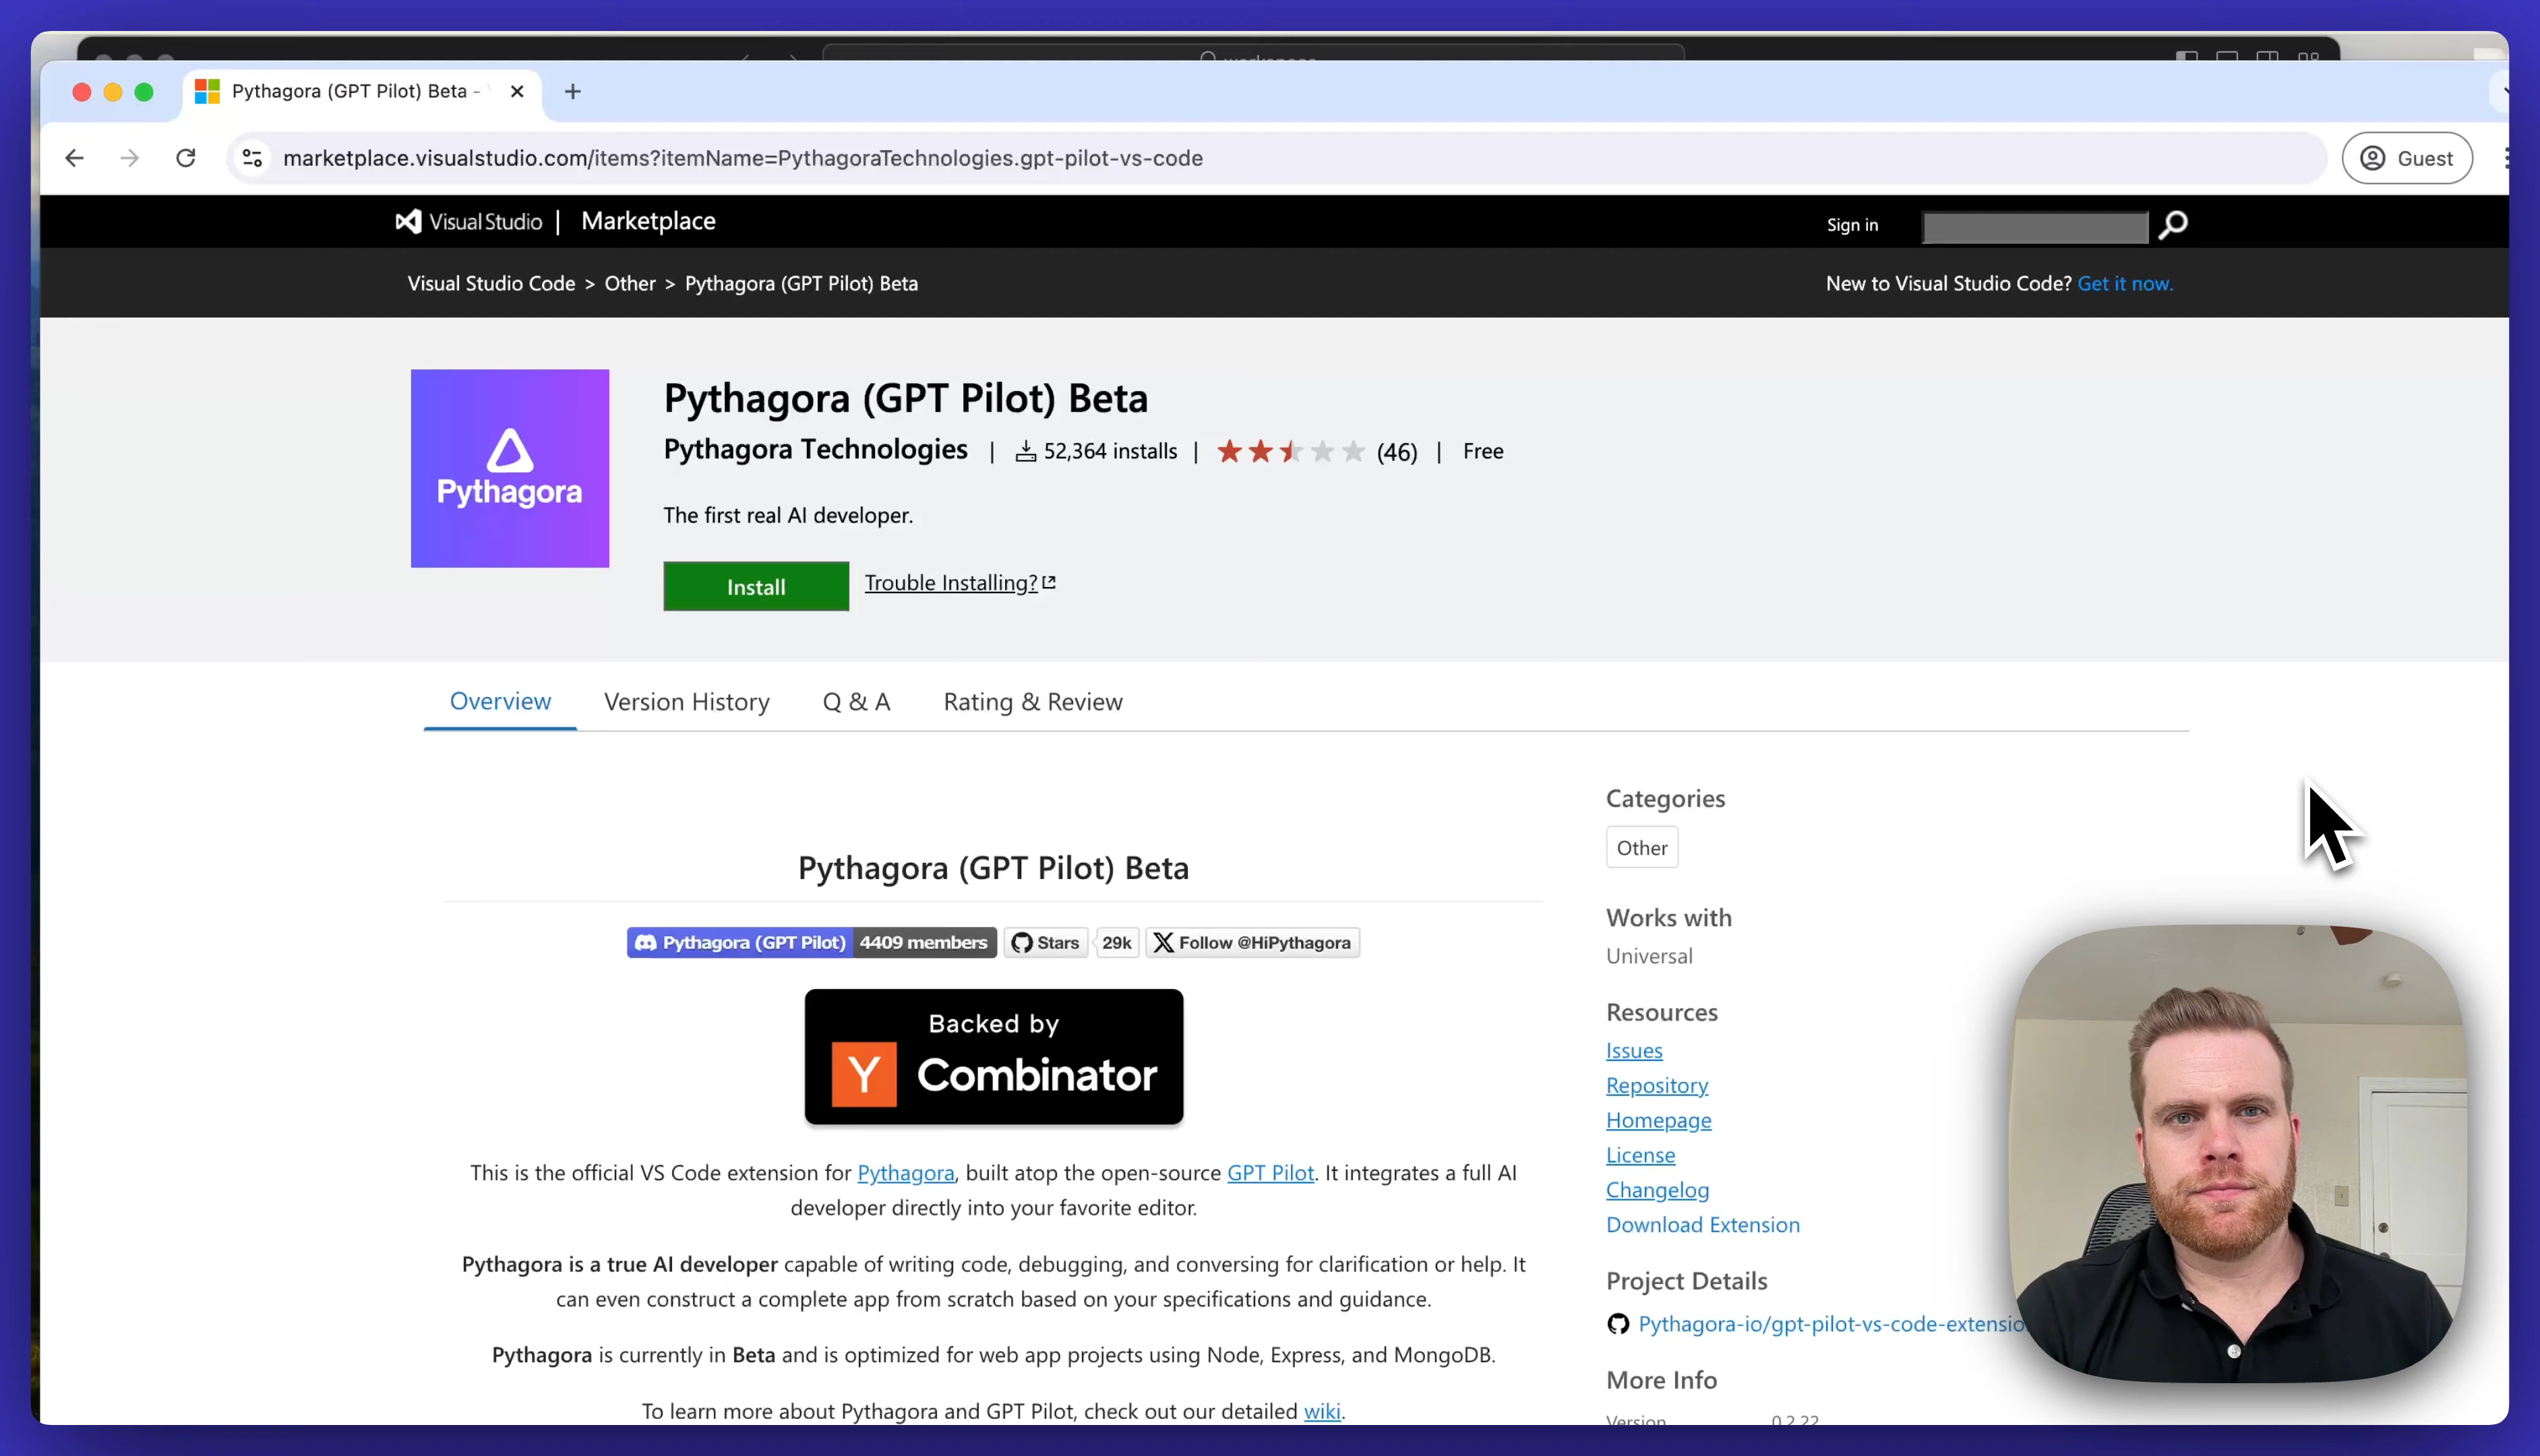 workspace
Pythagora (GPT Pilot) Beta -
marketplace.visualstudio.com/items?itemName=PythagoraTechnologies.gpt-pilot-vs-code
Guest
Visual Studio | Marketplace
Sign in
Visual Studio Code > Other > Pythagora (GPT Pilot) Beta
New to Visual Studio Code? Get it now.
Pythagora
Pythagora (GPT Pilot) Beta
Pythagora Technologies | 52,364 installs | (46) | Free
The first real AI developer.
Install
Trouble Installing?
Overview
Version History
Q & A
Rating & Review
Pythagora (GPT Pilot) Beta
Pythagora (GPT Pilot) 4409 members
Stars 29k
Follow @HiPythagora
Backed by
Y Combinator
This is the official VS Code extension for Pythagora, built atop the open-source GPT Pilot. It integrates a full AI
developer directly into your favorite editor.
Pythagora is a true AI developer capable of writing code, debugging, and conversing for clarification or help. It
can even construct a complete app from scratch based on your specifications and guidance.
Pythagora is currently in Beta and is optimized for web app projects using Node, Express, and MongoDB.
To learn more about Pythagora and GPT Pilot, check out our detailed wiki.
Categories
Other
Works with
Universal
Resources
Issues
Repository
Homepage
License
Changelog
Download Extension
Project Details
Pythagora-io/gpt-pilot-vs-code-extensio
More Info
Version 0.2.22